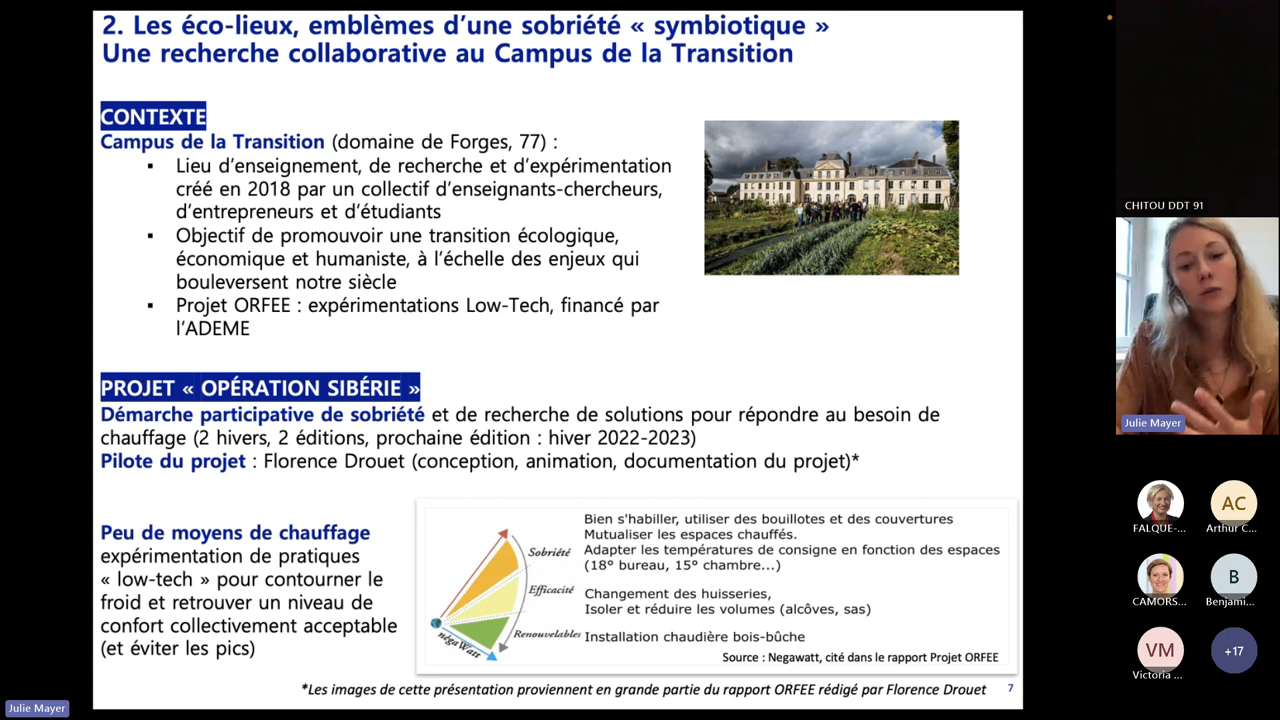 2. Les éco-lieux, emblèmes d’une sobriété « symbiotique »
Une recherche collaborative au Campus de la Transition
CONTEXTE
Campus de la Transition (domaine de Forges, 77) :
▪ Lieu d’enseignement, de recherche et d’expérimentation
créé en 2018 par un collectif d’enseignants-chercheurs,
d’entrepreneurs et d’étudiants
▪ Objectif de promouvoir une transition écologique,
économique et humaniste, à l’échelle des enjeux qui
bouleversent notre siècle
▪ Projet ORFEE : expérimentations Low-Tech, financé par
l’ADEME
PROJET « OPÉRATION SIBÉRIE »
Démarche participative de sobriété et de recherche de solutions pour répondre au besoin de
chauffage (2 hivers, 2 éditions, prochaine édition : hiver 2022-2023)
Pilote du projet : Florence Drouet (conception, animation, documentation du projet)*
Peu de moyens de chauffage
expérimentation de pratiques
« low-tech » pour contourner le
froid et retrouver un niveau de
confort collectivement acceptable
(et éviter les pics)
Sobriété
Efficacité
Renouvelables
négaWatt
Bien s'habiller, utiliser des bouillotes et des couvertures
Mutualiser les espaces chauffés.
Adapter les températures de consigne en fonction des espaces
(18° bureau, 15° chambre...)
Changement des huisseries,
Isoler et réduire les volumes (alcôves, sas)
Installation chaudière bois-bûche
Source : Negawatt, cité dans le rapport Projet ORFEE
*Les images de cette présentation proviennent en grande partie du rapport ORFEE rédigé par Florence Drouet
7
CHITOU DDT 91
Julie Mayer
FALQUE-...
AC
Arthur C...
CAMORS...
B
Benjami...
VM
Victoria ...
+17
Julie Mayer